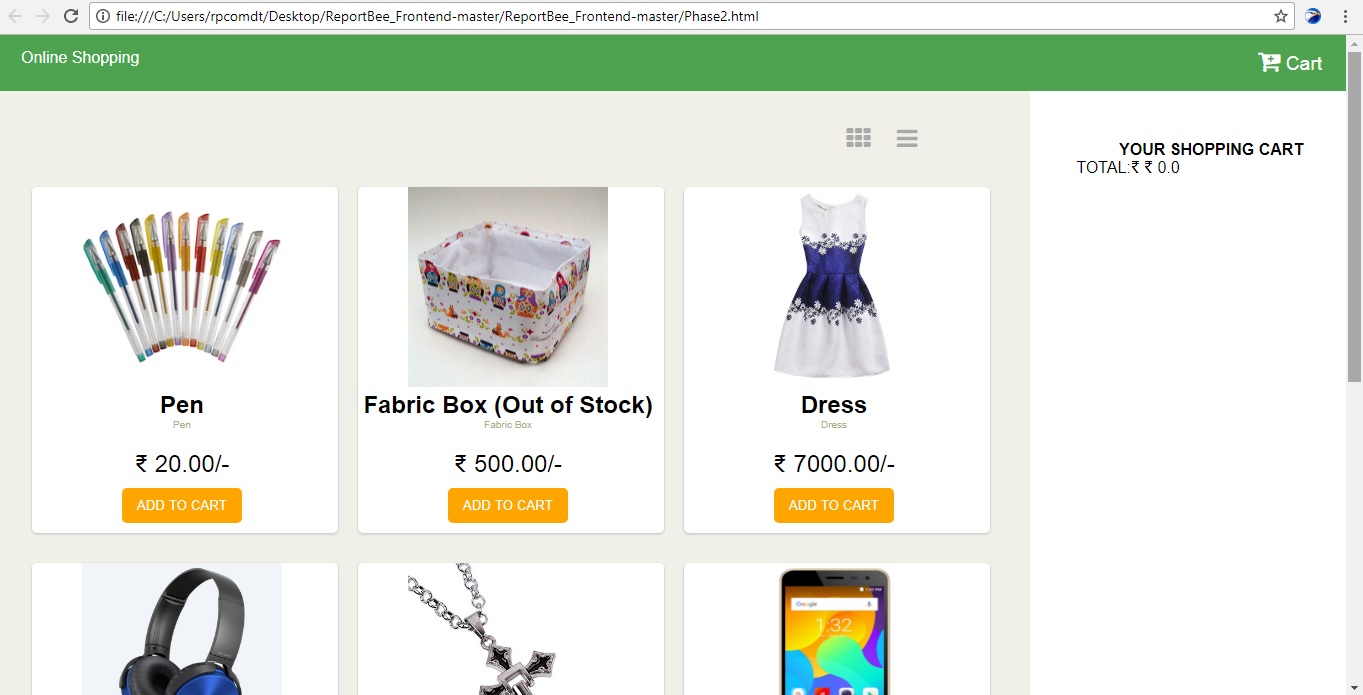 file:///C:/Users/rpcomdt/Desktop/ReportBee_Frontend-master/ReportBee_Frontend-master/Phase2.html
Online Shopping
Cart
YOUR SHOPPING CART
TOTAL:₹ ₹ 0.0
Pen
Pen
₹ 20.00/-
ADD TO CART
Fabric Box (Out of Stock)
Fabric Box
₹ 500.00/-
ADD TO CART
Dress
Dress
₹ 7000.00/-
ADD TO CART
Google
1:32